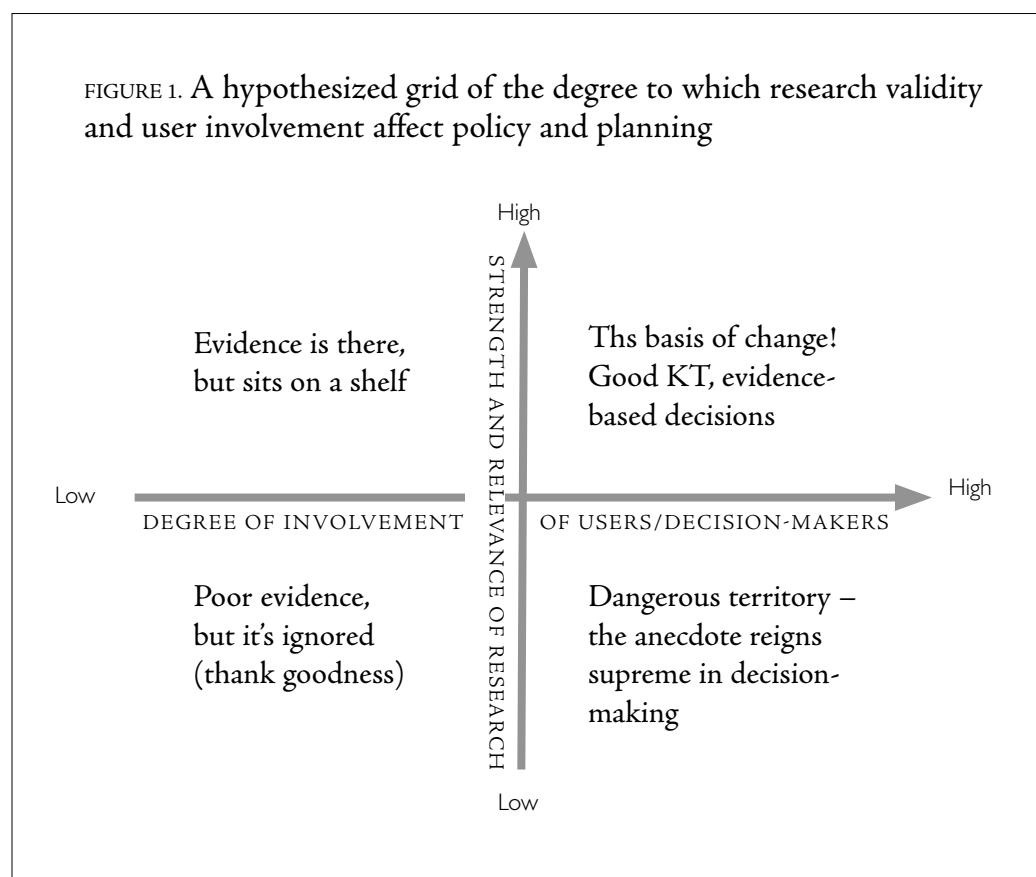 FIGURE 1. A hypothesized grid of the degree to which research validity
and user involvement affect policy and planning
High
STRENGTH AND RELEVANCE OF RESEARCH
Evidence is there,
but sits on a shelf
Ths basis of change!
Good KT, evidence-
based decisions
Low
High
DEGREE OF INVOLVEMENT
OF USERS/DECISION-MAKERS
Poor evidence,
but it's ignored
(thank goodness)
Dangerous territory –
the anecdote reigns
supreme in decision-
making
Low